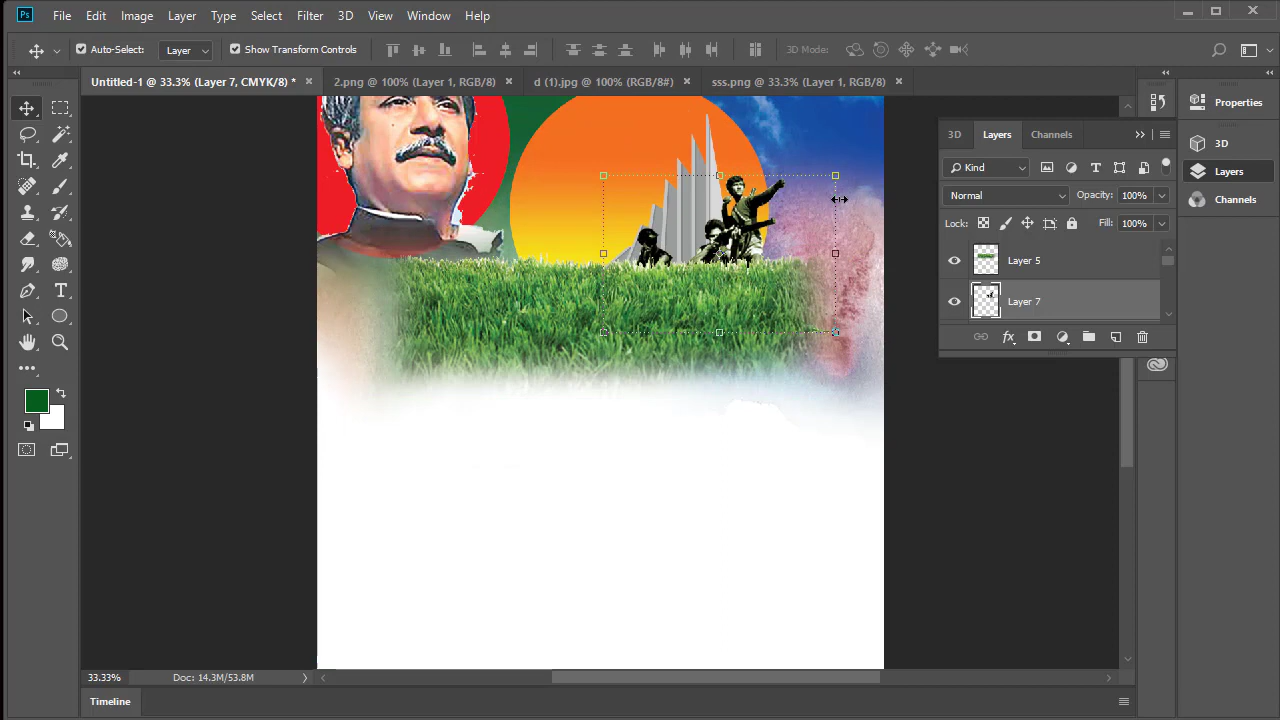 Ps File Edit Image Layer Type Select Filter 3D View Window Help
Auto-Select: Layer Show Transform Controls 3D Mode:
Untitled-1 @ 33.3% (Layer 7, CMYK/8) * 2.png @ 100% (Layer 1, RGB/8) d (1).jpg @ 100% (RGB/8#) sss.png @ 33.3% (Layer 1, RGB/8)
3D Layers Channels
Kind
Normal Opacity: 100%
Lock: Fill: 100%
Layer 5
Layer 7
Properties
3D
Layers
Channels
33.33% Doc: 14.3M/53.8M
Timeline